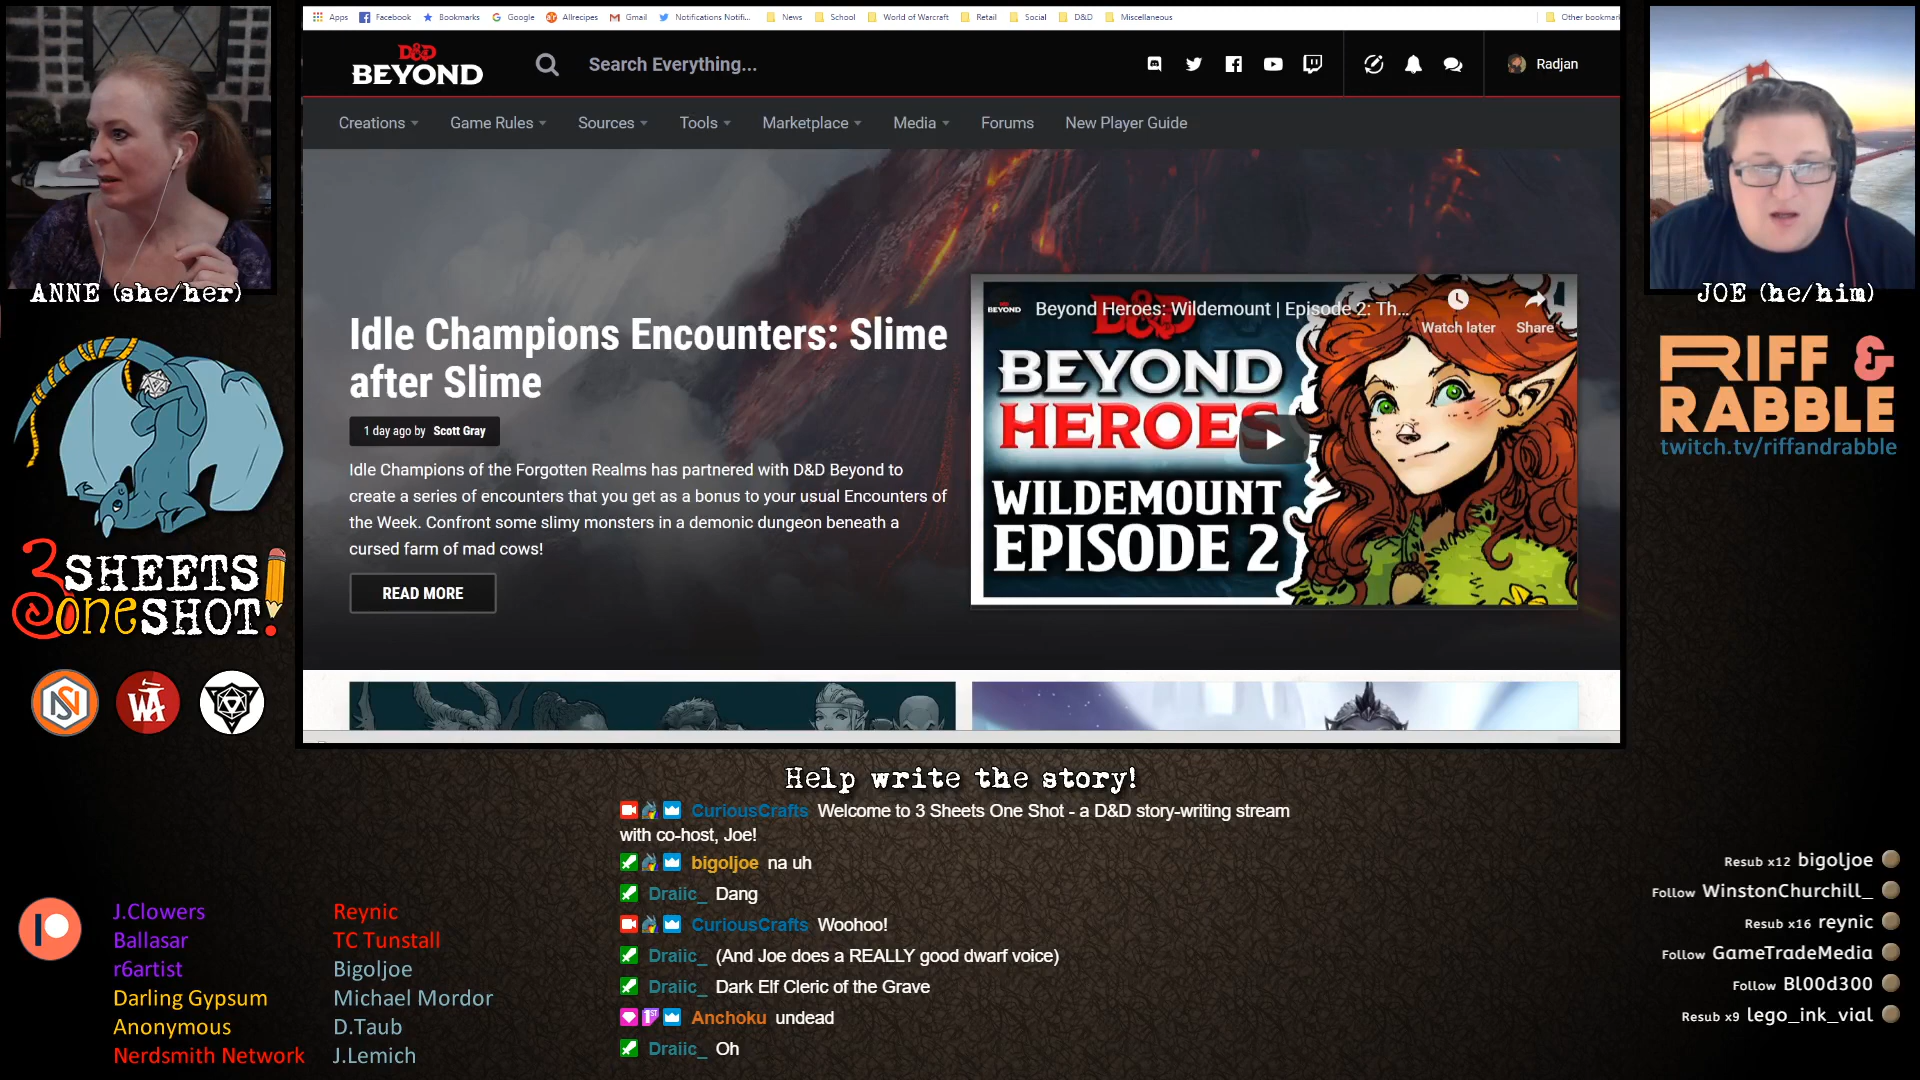 Apps Facebook Bookmarks Google Allrecipes Gmail Notifications Notifi... News School World of Warcraft Retail Social D&D Miscellaneous Other bookmar
D&D
BEYOND
Search Everything...
Radjan
Creations Game Rules Sources Tools Marketplace Media Forums New Player Guide
ANNE (she/her)
JOE (he/him)
Idle Champions Encounters: Slime
after Slime
1 day ago by Scott Gray
Idle Champions of the Forgotten Realms has partnered with D&D Beyond to
create a series of encounters that you get as a bonus to your usual Encounters of
the Week. Confront some slimy monsters in a demonic dungeon beneath a
cursed farm of mad cows!
READ MORE
BEYOND
Beyond Heroes: Wildemount | Episode 2: Th...
Watch later Share
D&D
BEYOND
HEROES
WILDEMOUNT
EPISODE 2
RIFF &
RABBLE
twitch.tv/riffandrabble
3 SHEETS
One SHOT!
N
WA
Help write the story!
CuriousCrafts Welcome to 3 Sheets One Shot - a D&D story-writing stream
with co-host, Joe!
bigoljoe na uh
Draiic_ Dang
CuriousCrafts Woohoo!
Draiic_ (And Joe does a REALLY good dwarf voice)
Draiic_ Dark Elf Cleric of the Grave
1ST Anchoku undead
Draiic_ Oh
J.Clowers
Ballasar
r6artist
Darling Gypsum
Anonymous
Nerdsmith Network
Reynic
TC Tunstall
Bigoljoe
Michael Mordor
D.Taub
J.Lemich
Resub x12 bigoljoe
Follow WinstonChurchill_
Resub x16 reynic
Follow GameTradeMedia
Follow Bl00d300
Resub x9 lego_ink_vial